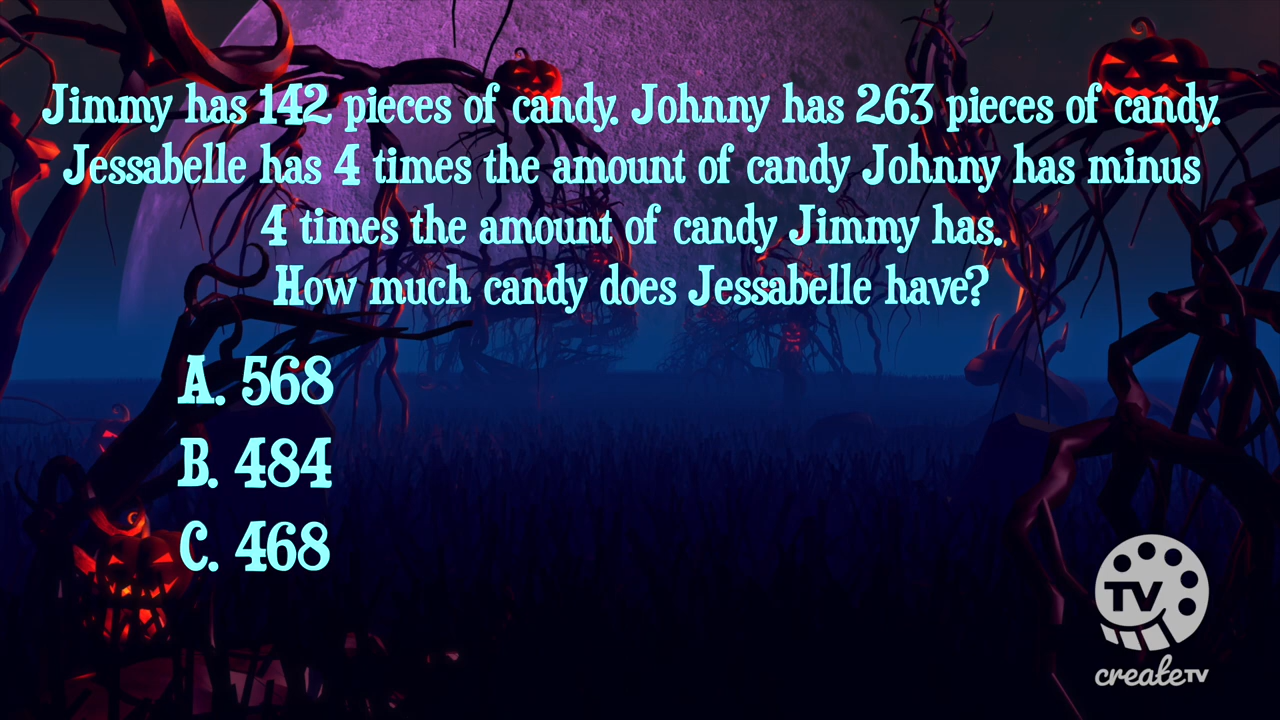 Jimmy has 142 pieces of candy. Johnny has 263 pieces of candy.
Jessabelle has 4 times the amount of candy Johnny has minus
4 times the amount of candy Jimmy has.
How much candy does Jessabelle have?
A. 568
B. 484
C. 468
TV
createTV